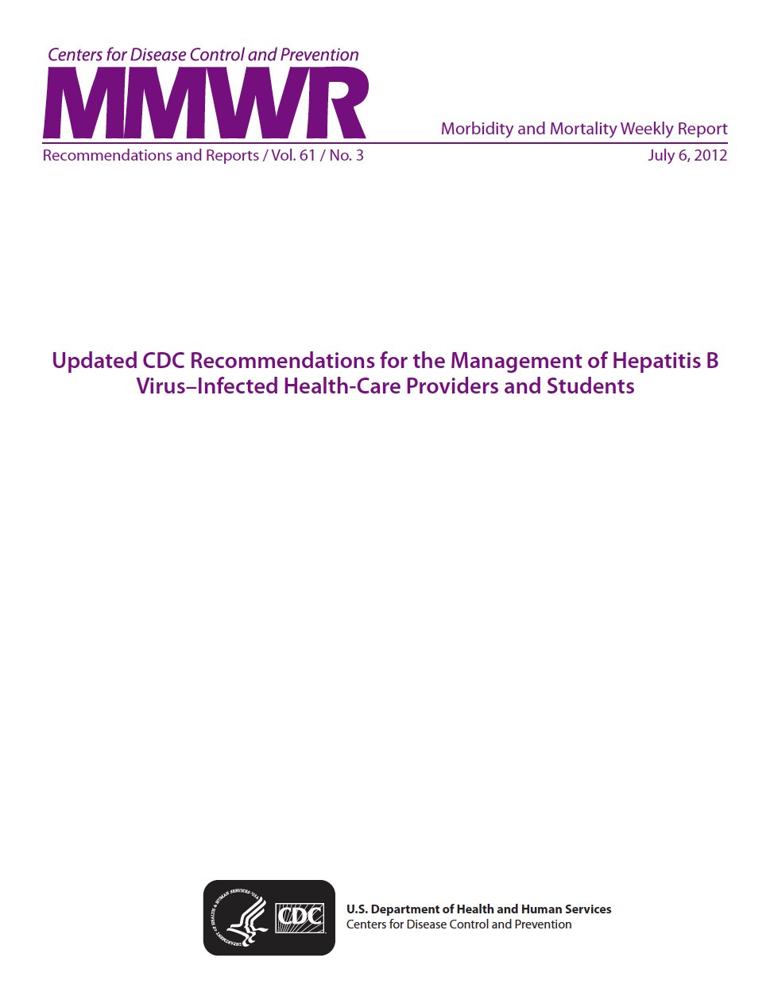 Centers for Disease Control and Prevention
MMWR
Morbidity and Mortality Weekly Report
Recommendations and Reports / Vol. 61 / No. 3
July 6, 2012
Updated CDC Recommendations for the Management of Hepatitis B
Virus–Infected Health-Care Providers and Students
DEPARTMENT OF HEALTH & HUMAN SERVICES · USA
CDC
U.S. Department of Health and Human Services
Centers for Disease Control and Prevention